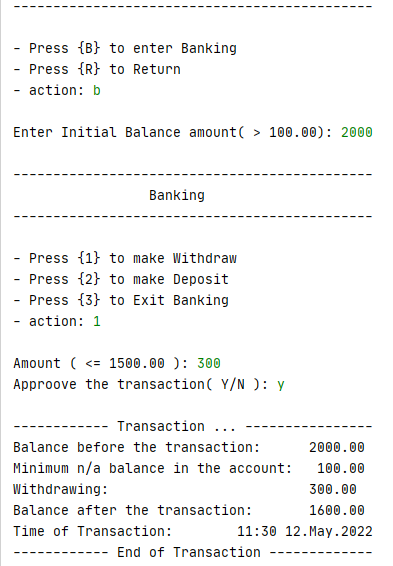 ---------------------------------------------
- Press {B} to enter Banking
- Press {R} to Return
- action: b
Enter Initial Balance amount( > 100.00): 2000
---------------------------------------------
Banking
---------------------------------------------
- Press {1} to make Withdraw
- Press {2} to make Deposit
- Press {3} to Exit Banking
- action: 1
Amount ( <= 1500.00 ): 300
Approove the transaction( Y/N ): y
------------ Transaction ... ----------------
Balance before the transaction:      2000.00
Minimum n/a balance in the account:   100.00
Withdrawing:                         300.00
Balance after the transaction:       1600.00
Time of Transaction:        11:30 12.May.2022
------------ End of Transaction -------------